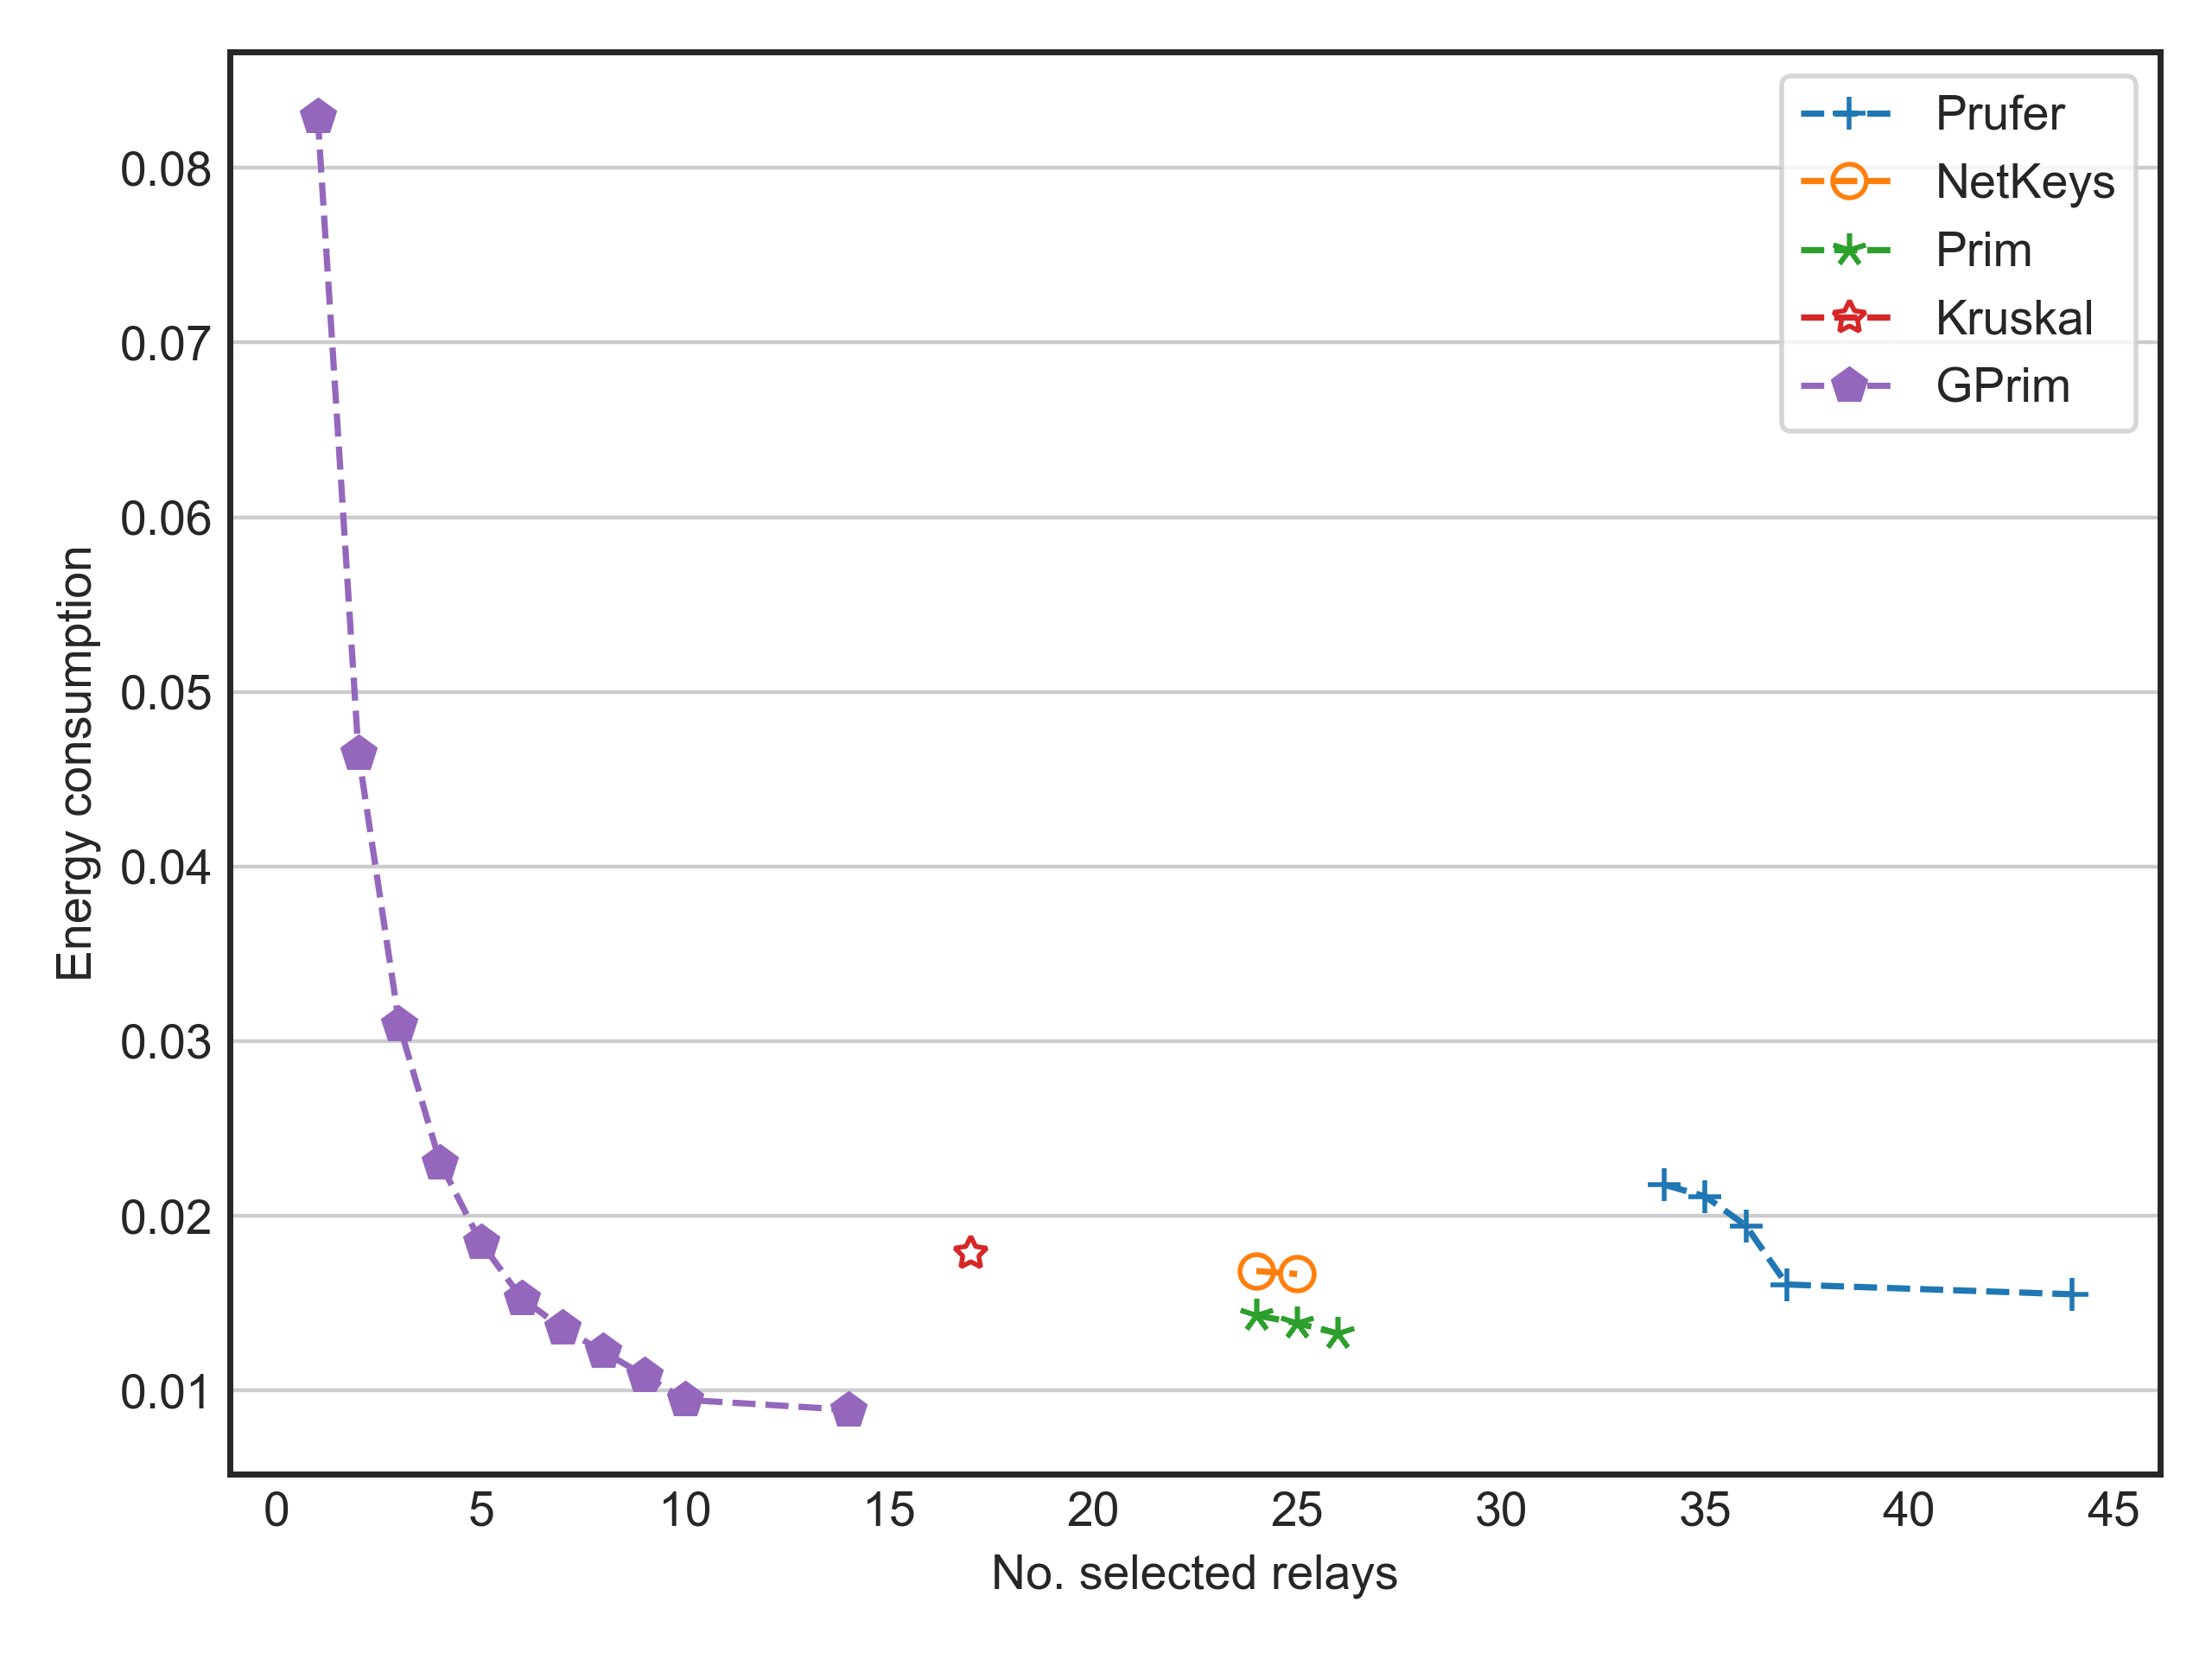 Prufer
NetKeys
Prim
Kruskal
GPrim
Energy consumption
0.08
0.07
0.06
0.05
0.04
0.03
0.02
0.01
0 5 10 15 20 25 30 35 40 45
No. selected relays